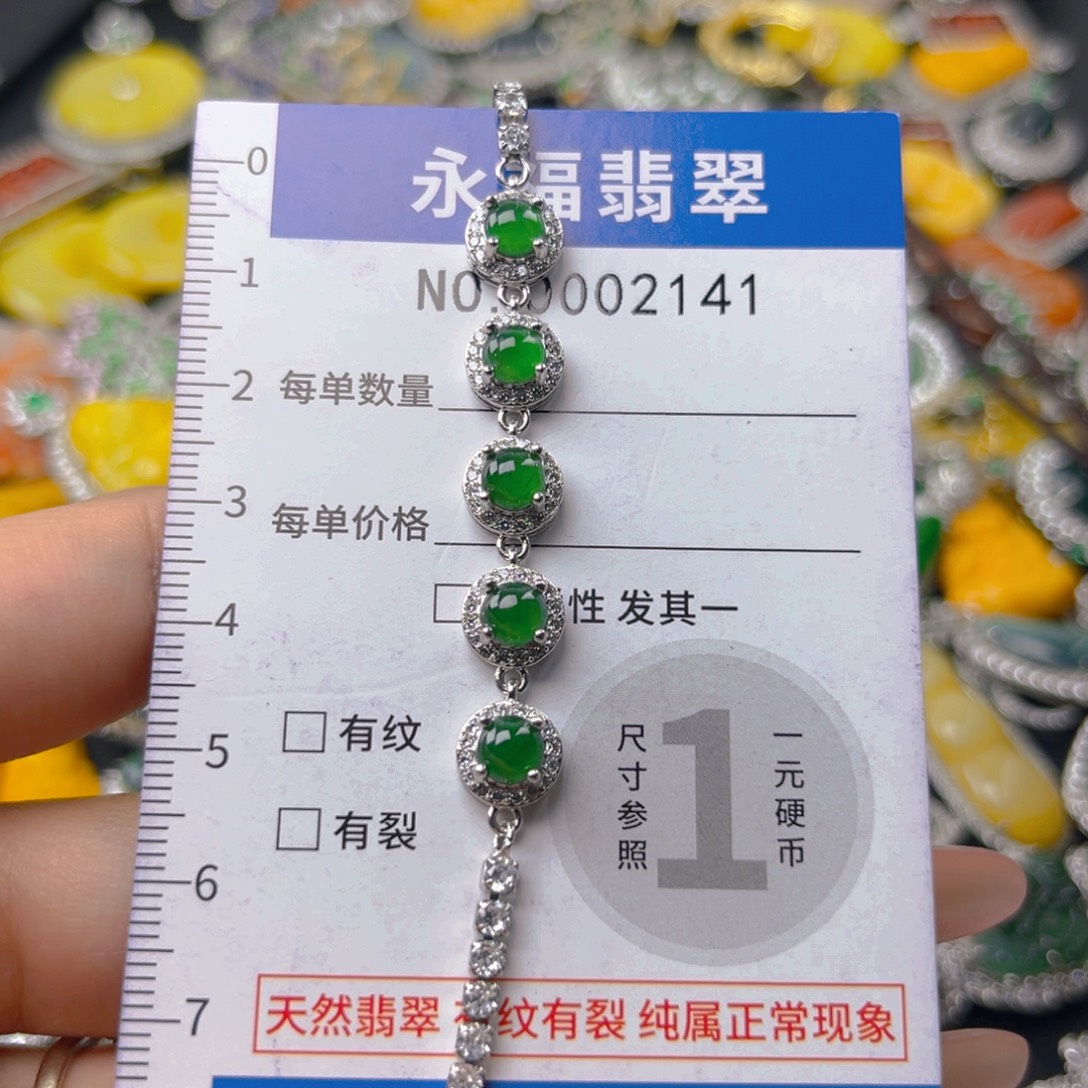 永福翡翠
NO.0002141
0
1
2
3
4
5
6
7
每单数量
每单价格
性 发其一
有纹
有裂
尺寸参照
1
一元硬币
天然翡翠 有纹有裂 纯属正常现象